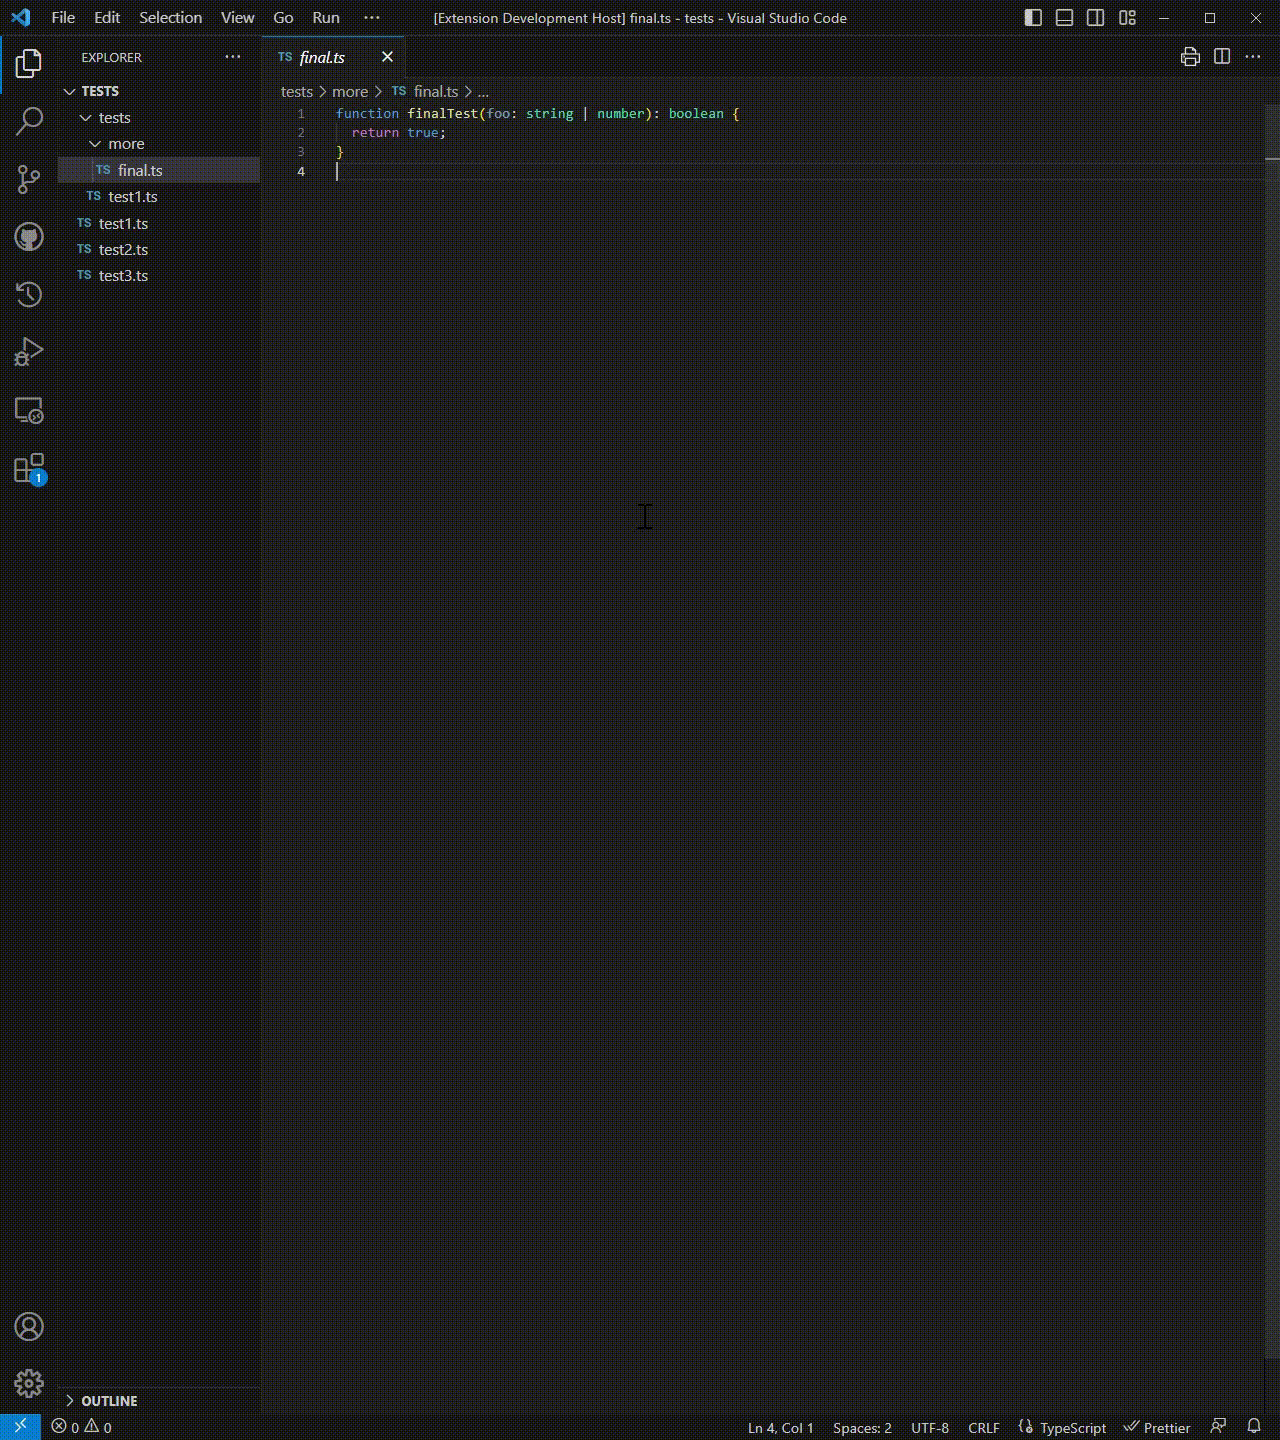 File Edit Selection View Go Run ··· [Extension Development Host] final.ts - tests - Visual Studio Code
EXPLORER ···
TS final.ts
TESTS
tests
more
TS final.ts
TS test1.ts
TS test1.ts
TS test2.ts
TS test3.ts
1
tests > more > TS final.ts > ...
1 function finalTest(foo: string | number): boolean {
2 return true;
3 }
4
OUTLINE
0 0 Ln 4, Col 1 Spaces: 2 UTF-8 CRLF TypeScript Prettier